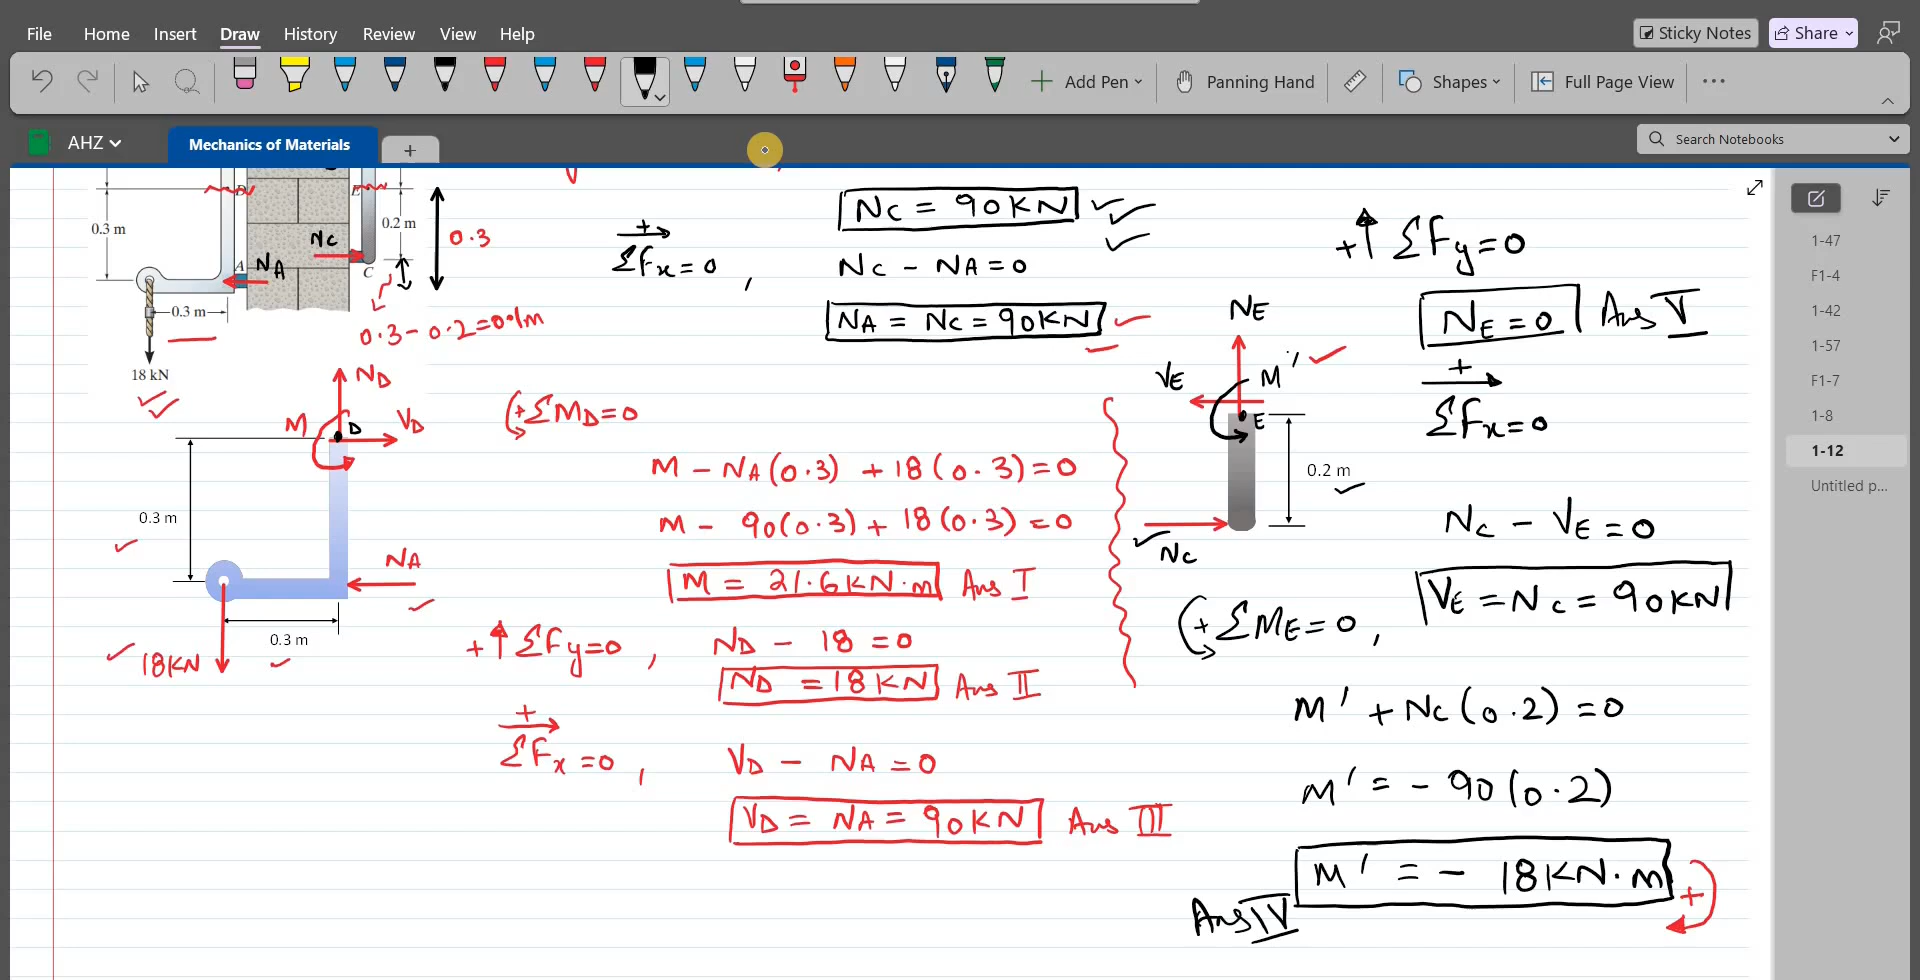 File Home Insert Draw History Review View Help
Sticky Notes Share
Add Pen Panning Hand Shapes Full Page View
AHZ Mechanics of Materials +
Search Notebooks
1-47
F1-4
1-42
1-57
F1-7
1-8
1-12
Untitled p...
D
E
0.3 m
0.2 m
0.3
NC
A
NA
C
0.3 m
0.3-0.2=0.1m
18 kN
NC = 90KN
+
ΣFx=0 ,
NC - NA=0
NA = NC = 90KN
ND
M
D
VD
0.3 m
NA
0.3 m
18KN
+ΣMD=0
M - NA(0.3) +18(0.3)=0
M - 90(0.3)+18(0.3)=0
M = 21.6KN.m Ans I
+↑ΣFy=0 , ND - 18 =0
ND =18KN Ans II
+
ΣFx=0 , VD - NA=0
VD = NA = 90KN Ans III
NE
VE
M'
E
0.2 m
NC
+↑ΣFy=0
NE=0 Ans V
+
ΣFx=0
NC - VE=0
VE=NC=90KN
+ΣME=0,
M' +NC(0.2)=0
M'=-90(0.2)
M' = - 18KN.m
+
Ans IV